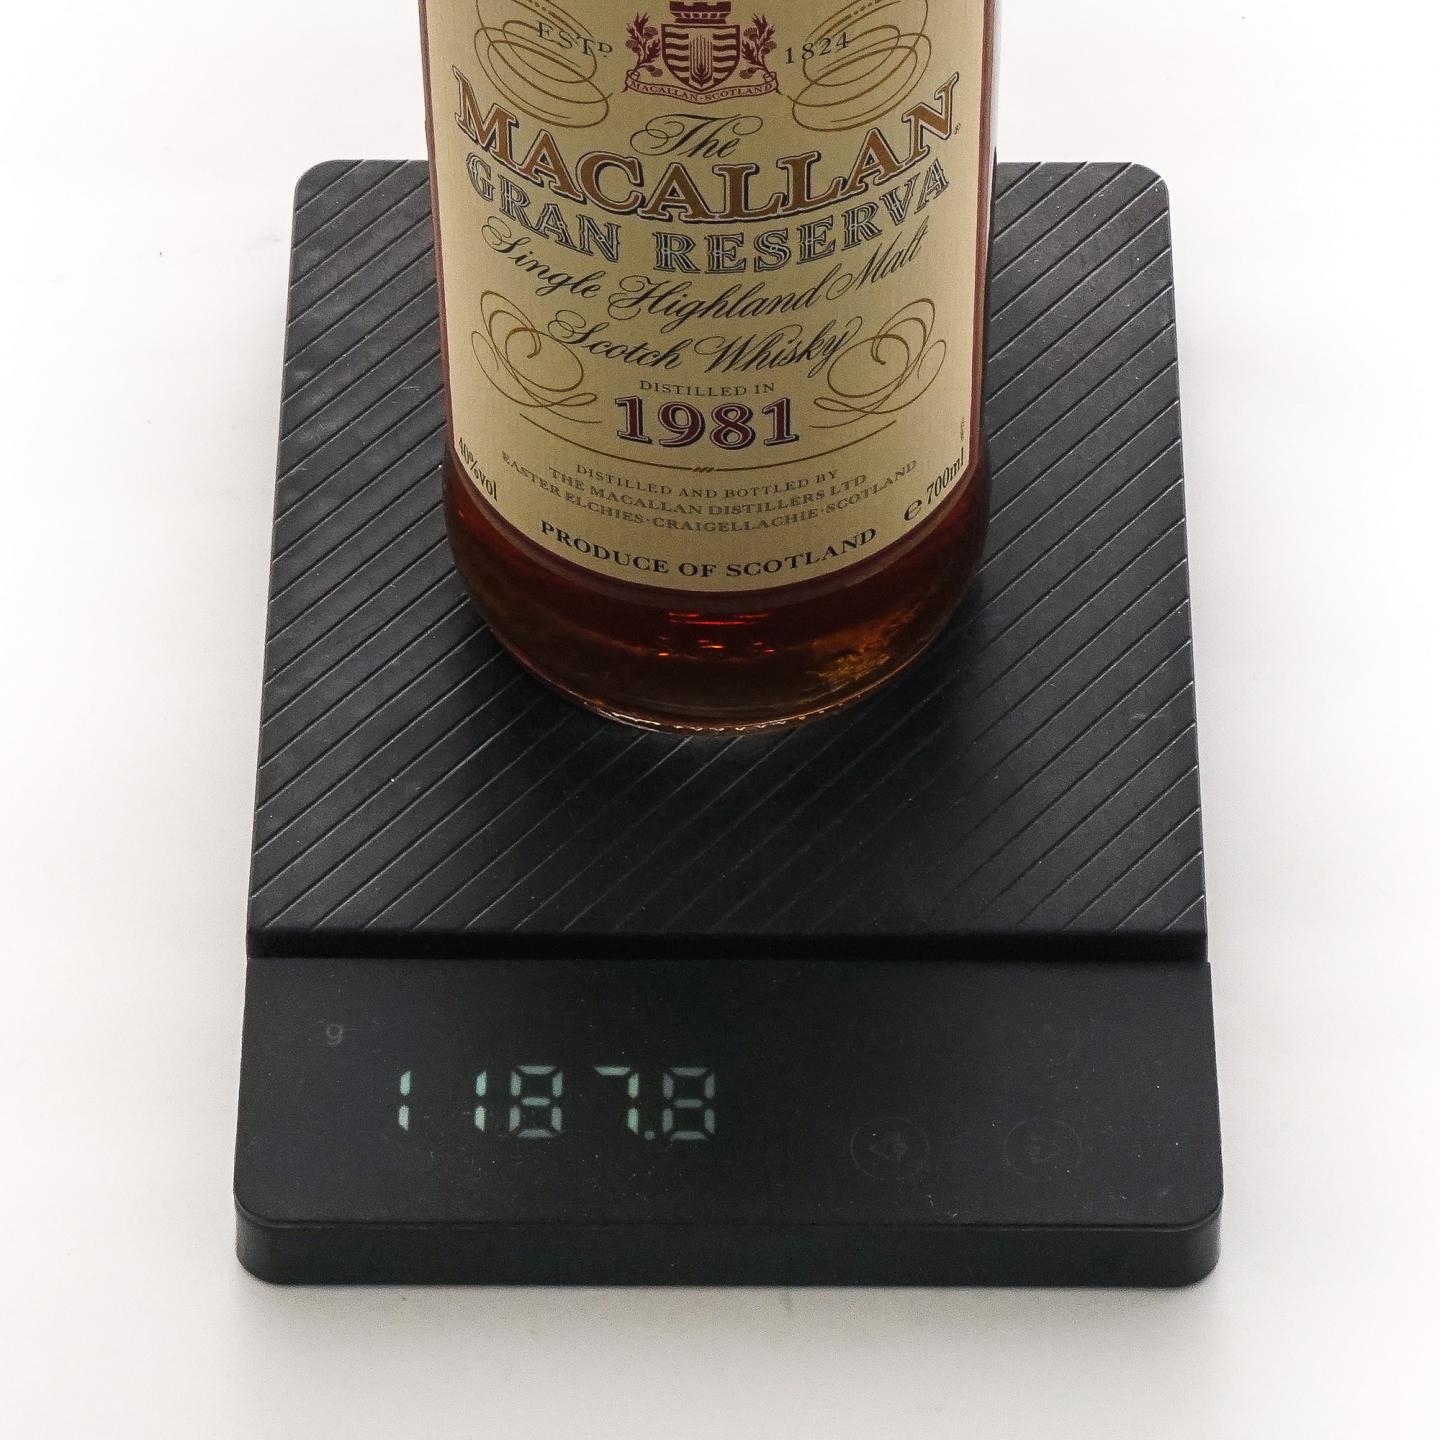 ESTD. 1824
MACALLAN·SCOTLAND
The
MACALLAN®
GRAN RESERVA
Single Highland Malt
Scotch Whisky
DISTILLED IN
1981
40%vol
DISTILLED AND BOTTLED BY
THE MACALLAN DISTILLERS LTD
EASTER ELCHIES·CRAIGELLACHIE·SCOTLAND
e 700ml
PRODUCE OF SCOTLAND
g
1187.8